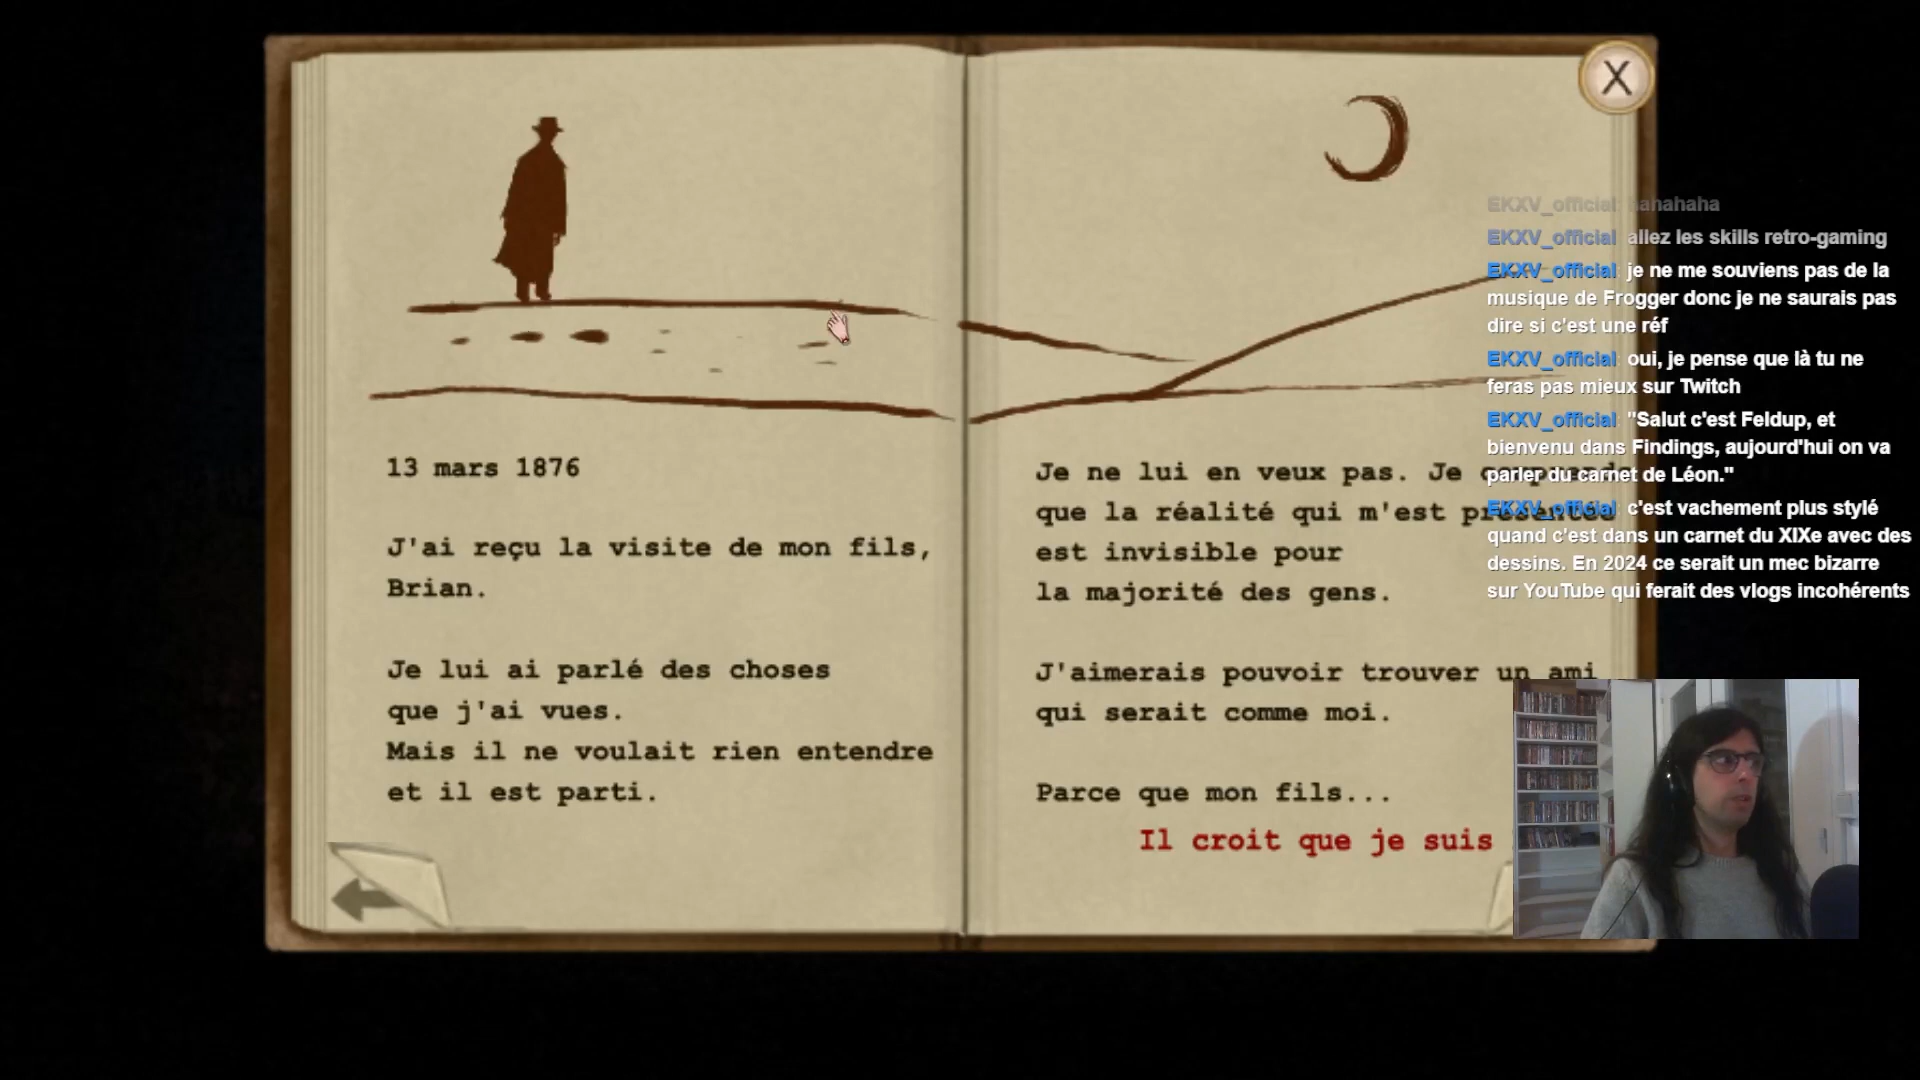 13 mars 1876
J'ai reçu la visite de mon fils,
Brian.
Je lui ai parlé des choses
que j'ai vues.
Mais il ne voulait rien entendre
et il est parti.
Je ne lui en veux pas. Je comprends
que la réalité qui m'est présentée
est invisible pour
la majorité des gens.
J'aimerais pouvoir trouver un ami
qui serait comme moi.
Parce que mon fils...
Il croit que je suis
X
EKXV_official hahahaha
EKXV_official allez les skills retro-gaming
EKXV_official je ne me souviens pas de la
musique de Frogger donc je ne saurais pas
dire si c'est une réf
EKXV_official oui, je pense que là tu ne
feras pas mieux sur Twitch
EKXV_official "Salut c'est Feldup, et
bienvenu dans Findings, aujourd'hui on va
parler du carnet de Léon."
EKXV_official c'est vachement plus stylé
quand c'est dans un carnet du XIXe avec des
dessins. En 2024 ce serait un mec bizarre
sur YouTube qui ferait des vlogs incohérents